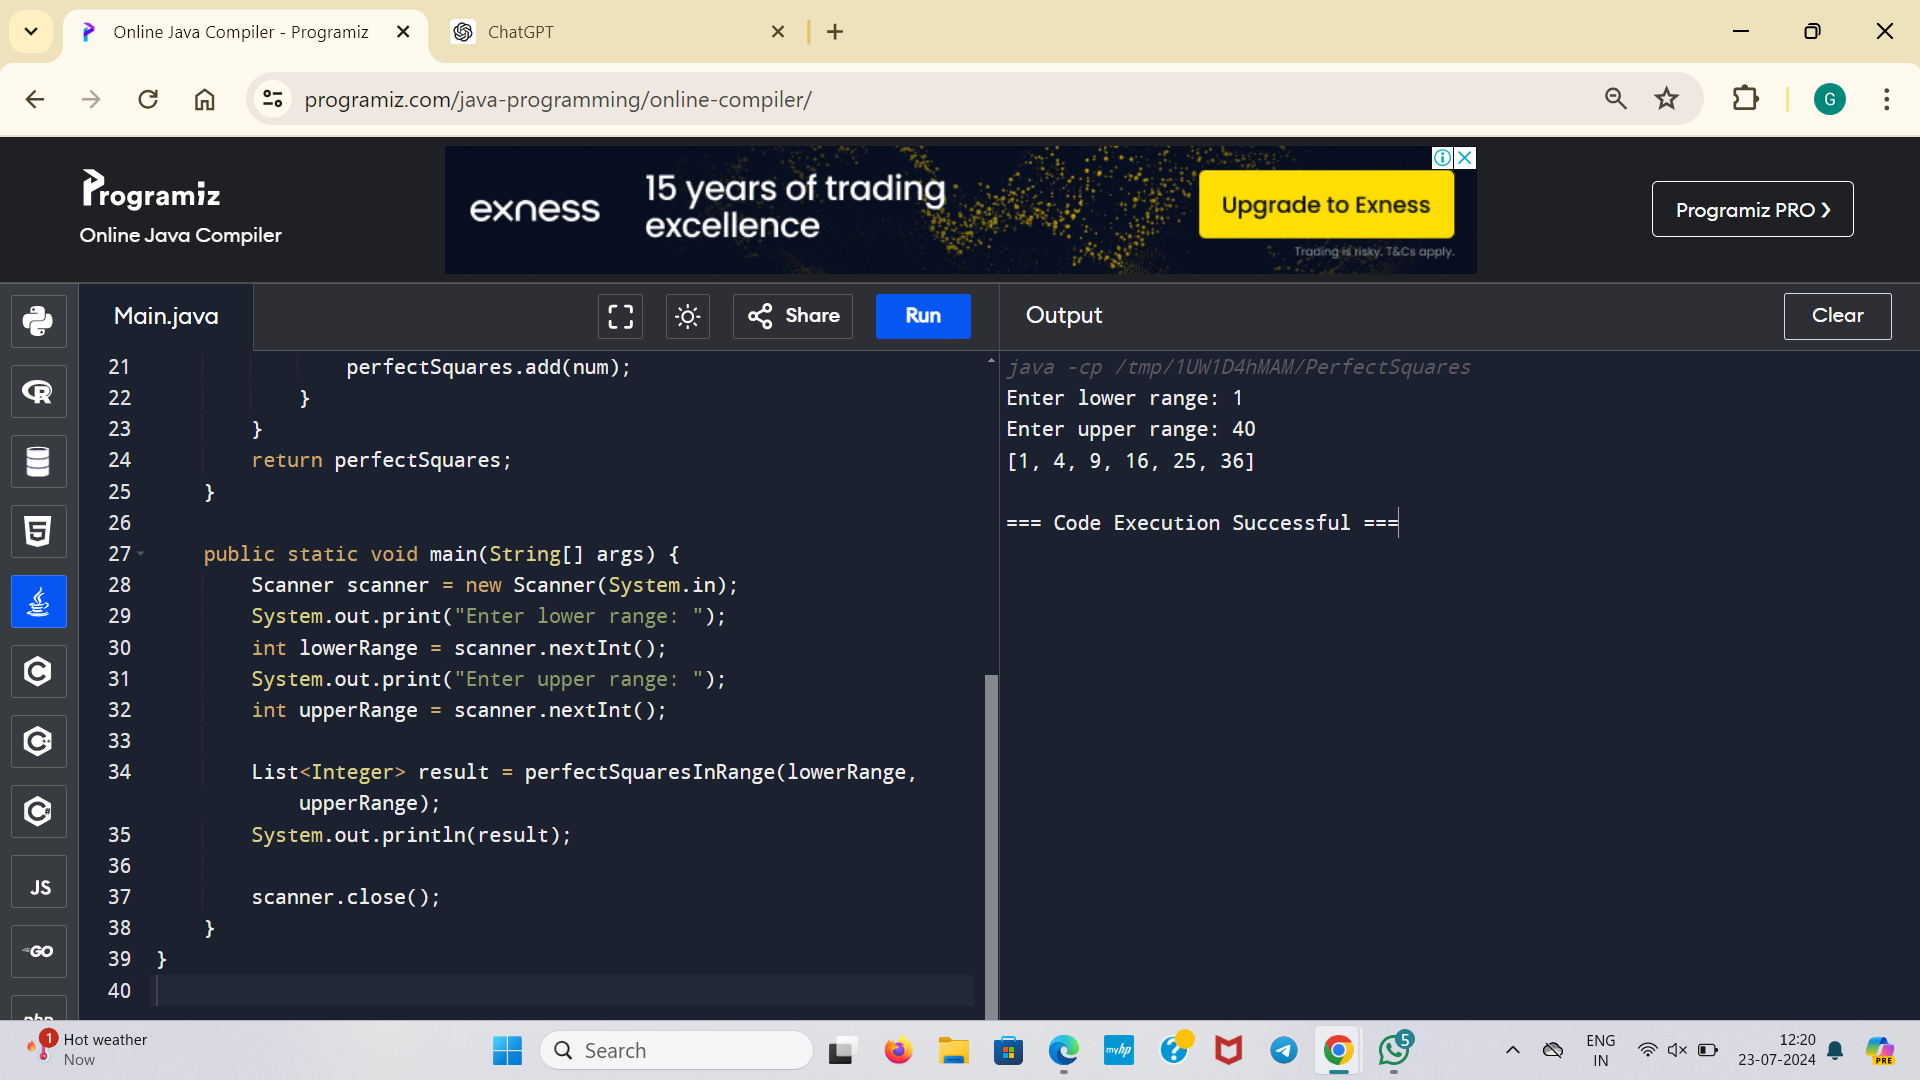 Online Java Compiler - Programiz
ChatGPT
programiz.com/java-programming/online-compiler/
G
Programiz
Online Java Compiler
exness
15 years of trading
excellence
Upgrade to Exness
Trading is risky. T&Cs apply.
Programiz PRO ❯
Main.java
Share
Run
Output
Clear
21 perfectSquares.add(num);
22 }
23 }
24 return perfectSquares;
25 }
26
27 public static void main(String[] args) {
28 Scanner scanner = new Scanner(System.in);
29 System.out.print("Enter lower range: ");
30 int lowerRange = scanner.nextInt();
31 System.out.print("Enter upper range: ");
32 int upperRange = scanner.nextInt();
33
34 List<Integer> result = perfectSquaresInRange(lowerRange,
upperRange);
35 System.out.println(result);
36
37 scanner.close();
38 }
39 }
40
java -cp /tmp/1UW1D4hMAM/PerfectSquares
Enter lower range: 1
Enter upper range: 40
[1, 4, 9, 16, 25, 36]
=== Code Execution Successful ===
R
5
C
C++
C#
JS
GO
php
1
Hot weather
Now
Search
myhp
?
5
PRE
ENG
IN
12:20
23-07-2024